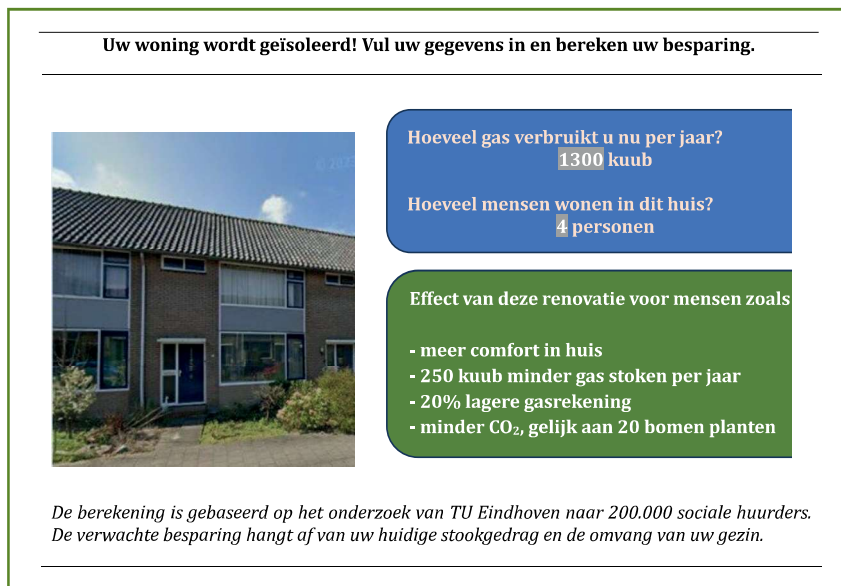 Uw woning wordt geïsoleerd! Vul uw gegevens in en bereken uw besparing.
Hoeveel gas verbruikt u nu per jaar?
1300 kuub
Hoeveel mensen wonen in dit huis?
4 personen
Effect van deze renovatie voor mensen zoals
- meer comfort in huis
- 250 kuub minder gas stoken per jaar
- 20% lagere gasrekening
- minder CO₂, gelijk aan 20 bomen planten
De berekening is gebaseerd op het onderzoek van TU Eindhoven naar 200.000 sociale huurders.
De verwachte besparing hangt af van uw huidige stookgedrag en de omvang van uw gezin.